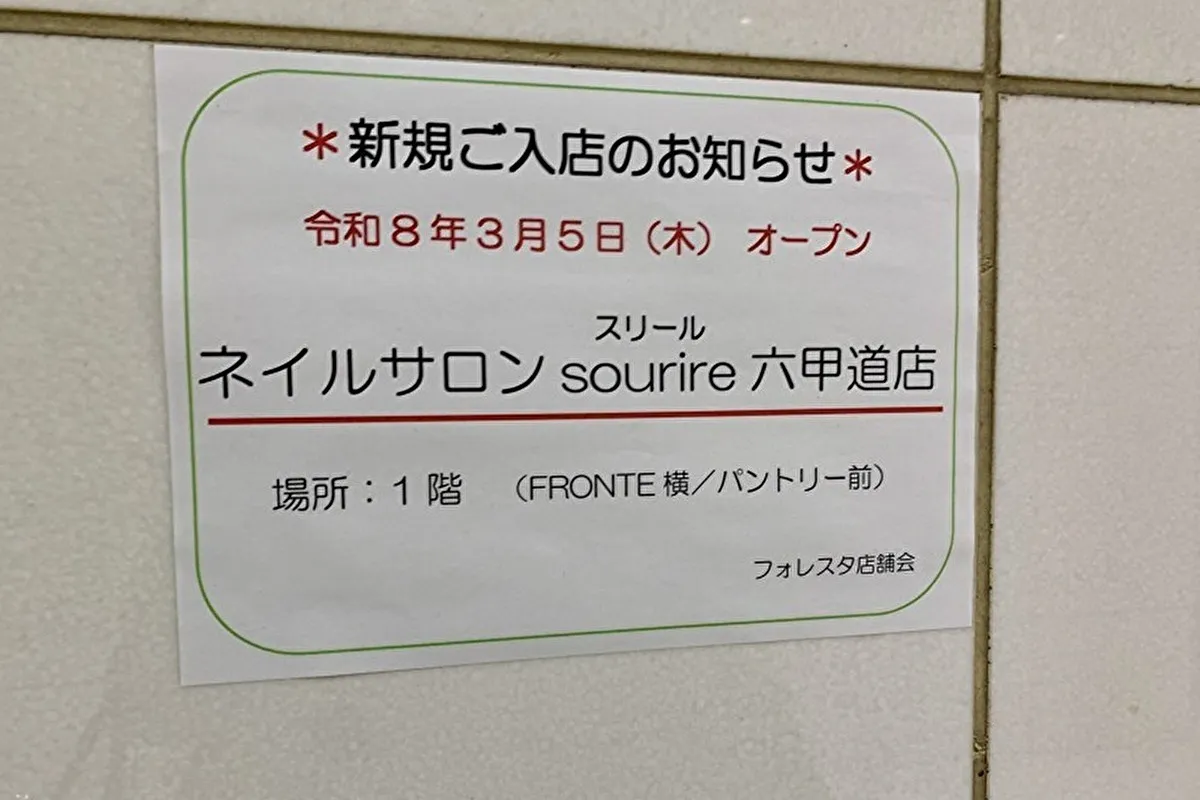 ＊新規ご入店のお知らせ＊
令和８年３月５日（木） オープン
スリール
ネイルサロン sourire 六甲道店
場所：１階 （FRONTE 横／パントリー前）
フォレスタ店舗会